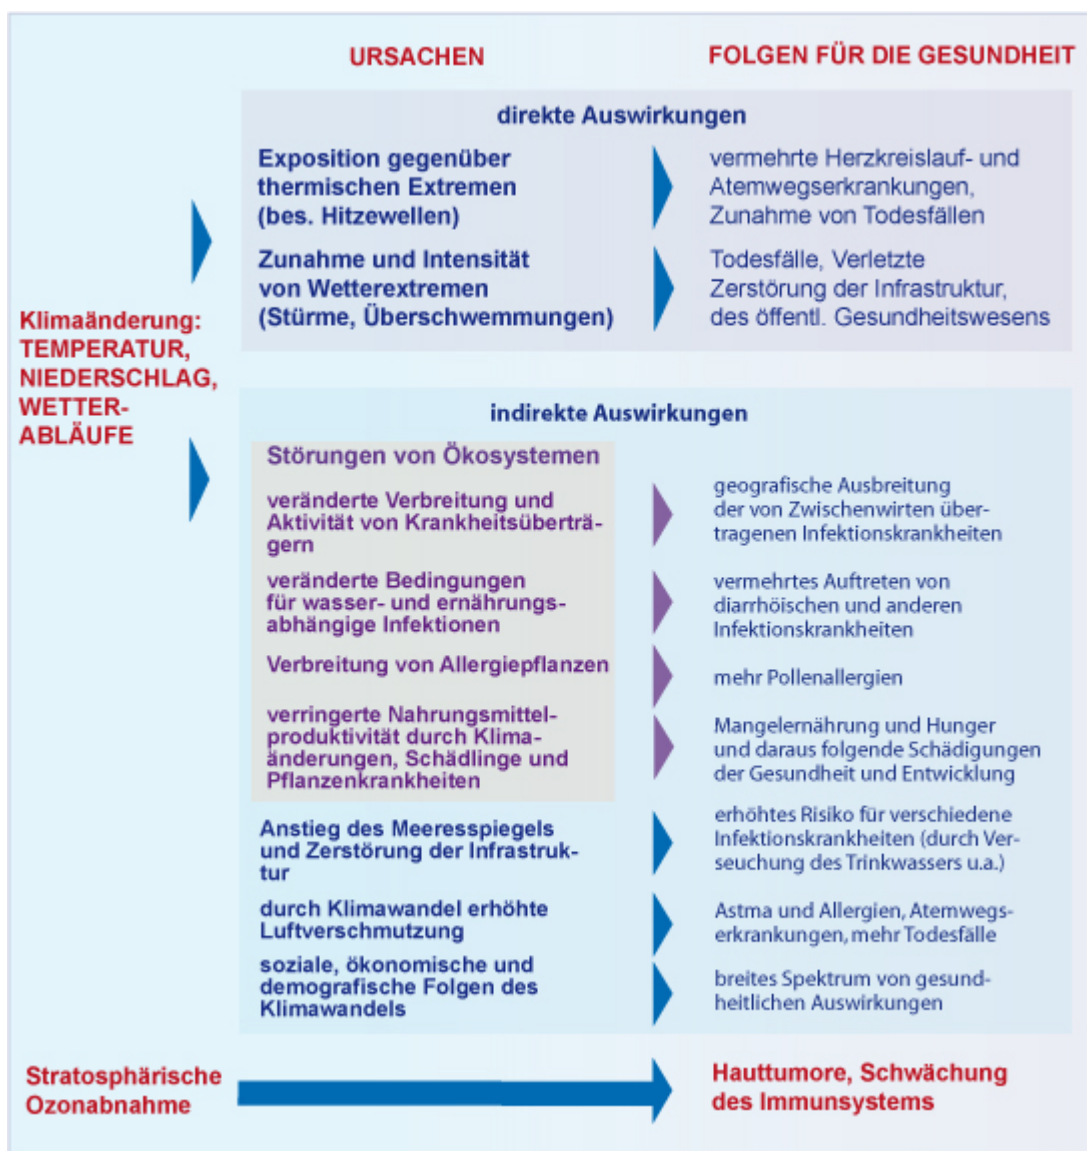 URSACHEN
FOLGEN FÜR DIE GESUNDHEIT
direkte Auswirkungen
Exposition gegenüber
thermischen Extremen
(bes. Hitzewellen)
vermehrte Herzkreislauf- und
Atemwegserkrankungen,
Zunahme von Todesfällen
Zunahme und Intensität
von Wetterextremen
(Stürme, Überschwemmungen)
Todesfälle, Verletzte
Zerstörung der Infrastruktur,
des öffentl. Gesundheitswesens
Klimaänderung:
TEMPERATUR,
NIEDERSCHLAG,
WETTER-
ABLÄUFE
indirekte Auswirkungen
Störungen von Ökosystemen
veränderte Verbreitung und
Aktivität von Krankheitsüberträ-
gern
geografische Ausbreitung
der von Zwischenwirten über-
tragenen Infektionskrankheiten
veränderte Bedingungen
für wasser- und ernährungs-
abhängige Infektionen
vermehrtes Auftreten von
diarrhöischen und anderen
Infektionskrankheiten
Verbreitung von Allergiepflanzen
mehr Pollenallergien
verringerte Nahrungsmittel-
produktivität durch Klima-
änderungen, Schädlinge und
Pflanzenkrankheiten
Mangelernährung und Hunger
und daraus folgende Schädigungen
der Gesundheit und Entwicklung
Anstieg des Meeresspiegels
und Zerstörung der Infrastruk-
tur
erhöhtes Risiko für verschiedene
Infektionskrankheiten (durch Ver-
seuchung des Trinkwassers u.a.)
durch Klimawandel erhöhte
Luftverschmutzung
Astma und Allergien, Atemwegs-
erkrankungen, mehr Todesfälle
soziale, ökonomische und
demografische Folgen des
Klimawandels
breites Spektrum von gesund-
heitlichen Auswirkungen
Stratosphärische
Ozonabnahme
Hauttumore, Schwächung
des Immunsystems